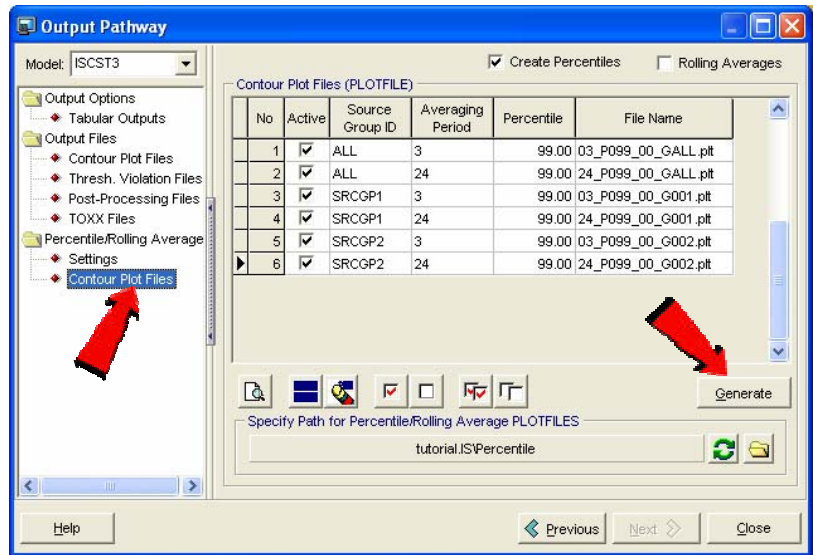 Output Pathway
Model: ISCST3
Create Percentiles Rolling Averages
Output Options
Tabular Outputs
Output Files
Contour Plot Files
Thresh. Violation Files
Post-Processing Files
TOXX Files
Percentile/Rolling Average
Settings
Contour Plot Files
Contour Plot Files (PLOTFILE)
No Active Source Group ID Averaging Period Percentile File Name
1 ALL 3 99.00 03_P099_00_GALL.plt
2 ALL 24 99.00 24_P099_00_GALL.plt
3 SRCGP1 3 99.00 03_P099_00_G001.plt
4 SRCGP1 24 99.00 24_P099_00_G001.plt
5 SRCGP2 3 99.00 03_P099_00_G002.plt
6 SRCGP2 24 99.00 24_P099_00_G002.plt
Generate
Specify Path for Percentile/Rolling Average PLOTFILES
tutorial.IS\Percentile
Help Previous Next Close